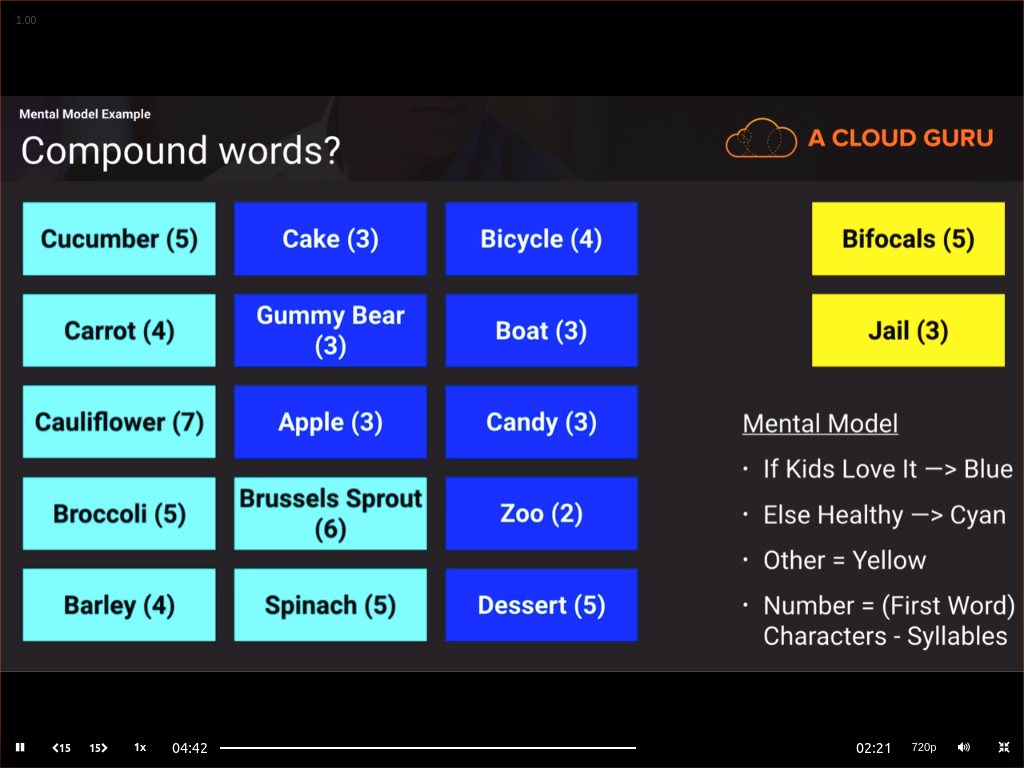 1.00
Mental Model Example
Compound words?
A CLOUD GURU
Cucumber (5)
Cake (3)
Bicycle (4)
Bifocals (5)
Carrot (4)
Gummy Bear
(3)
Boat (3)
Jail (3)
Cauliflower (7)
Apple (3)
Candy (3)
Broccoli (5)
Brussels Sprout
(6)
Zoo (2)
Barley (4)
Spinach (5)
Dessert (5)
Mental Model
· If Kids Love It —> Blue
· Else Healthy —> Cyan
· Other = Yellow
· Number = (First Word)
Characters - Syllables
15
15
1x
04:42
02:21
720p